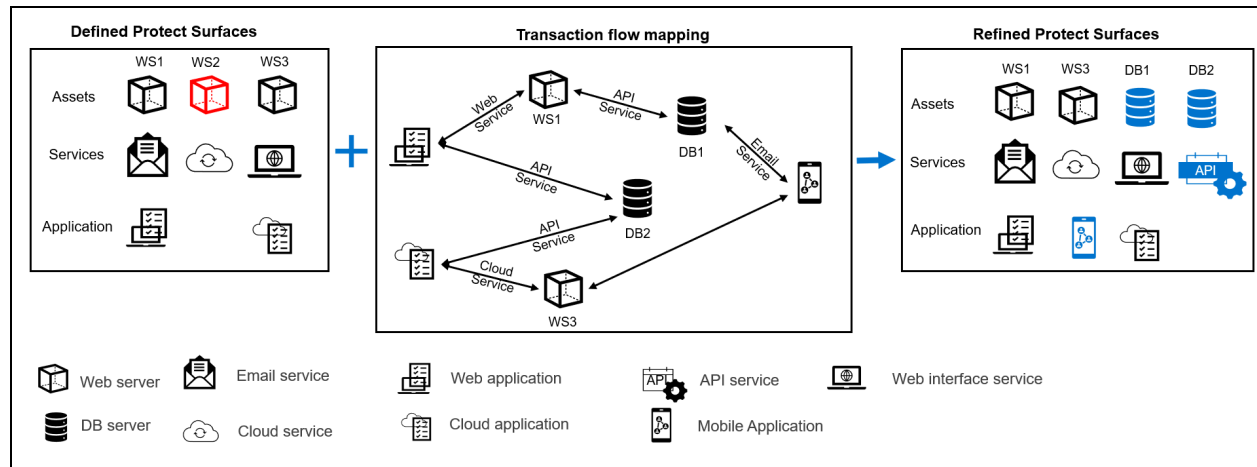 Defined Protect Surfaces
WS1
WS2
WS3
Assets
Services
Application
Transaction flow mapping
Web
Service
WS1
API
Service
DB1
Email
Service
API
Service
DB2
API
Service
Cloud
Service
WS3
Refined Protect Surfaces
WS1
WS3
DB1
DB2
Assets
Services
API
Application
Web server
Email service
Web application
API
API service
Web interface service
DB server
Cloud service
Cloud application
Mobile Application